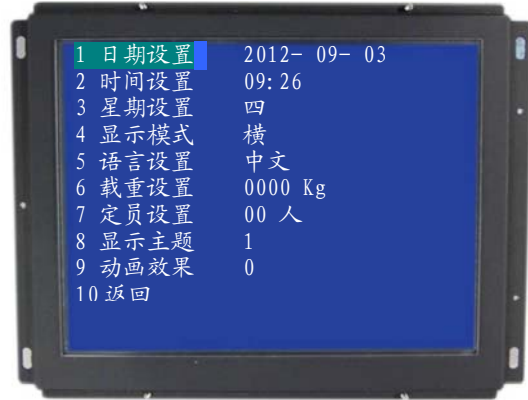 1 日期设置 2012- 09- 03
2 时间设置 09:26
3 星期设置 四
4 显示模式 横
5 语言设置 中文
6 载重设置 0000 Kg
7 定员设置 00 人
8 显示主题 1
9 动画效果 0
10 返回